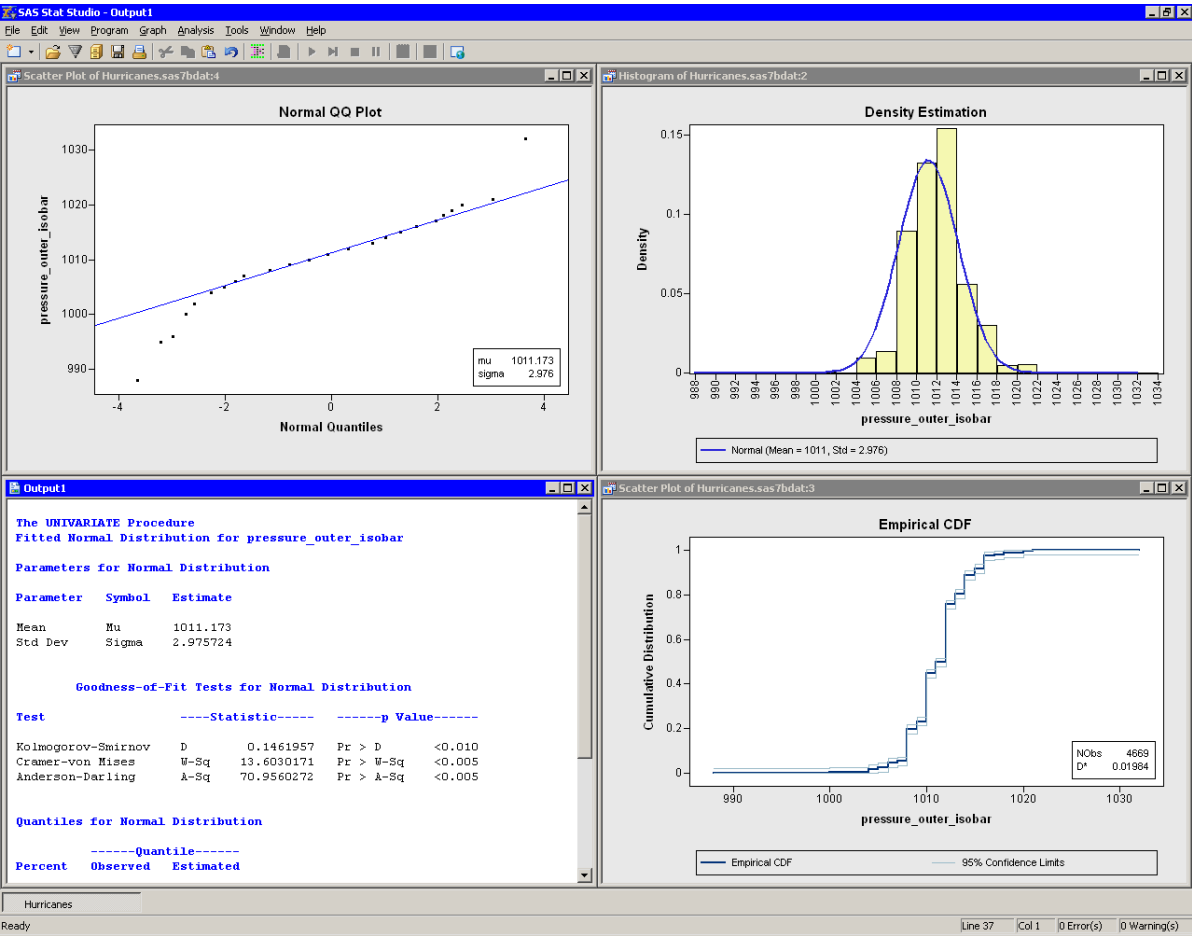 SAS Stat Studio - Output1
File Edit View Program Graph Analysis Tools Window Help
Scatter Plot of Hurricanes.sas7bdat:4
Normal QQ Plot
1030
1020
1010
1000
990
pressure_outer_isobar
mu 1011.173
sigma 2.976
-4 -2 0 2 4
Normal Quantiles
Histogram of Hurricanes.sas7bdat:2
Density Estimation
0.15
0.1
0.05
0
Density
988 990 992 994 996 998 1000 1002 1004 1006 1008 1010 1012 1014 1016 1018 1020 1022 1024 1026 1028 1030 1032 1034
pressure_outer_isobar
Normal (Mean = 1011, Std = 2.976)
Output1
The UNIVARIATE Procedure
Fitted Normal Distribution for pressure_outer_isobar
Parameters for Normal Distribution
Parameter Symbol Estimate
Mean Mu 1011.173
Std Dev Sigma 2.975724
Goodness-of-Fit Tests for Normal Distribution
Test ----Statistic----- ------p Value------
Kolmogorov-Smirnov D 0.1461957 Pr > D <0.010
Cramer-von Mises W-Sq 13.6030171 Pr > W-Sq <0.005
Anderson-Darling A-Sq 70.9560272 Pr > A-Sq <0.005
Quantiles for Normal Distribution
------Quantile------
Percent Observed Estimated
Scatter Plot of Hurricanes.sas7bdat:3
Empirical CDF
1
0.8
0.6
0.4
0.2
0
Cumulative Distribution
NObs 4669
D* 0.01984
990 1000 1010 1020 1030
pressure_outer_isobar
Empirical CDF 95% Confidence Limits
Hurricanes
Ready Line 37 Col 1 0 Error(s) 0 Warning(s)